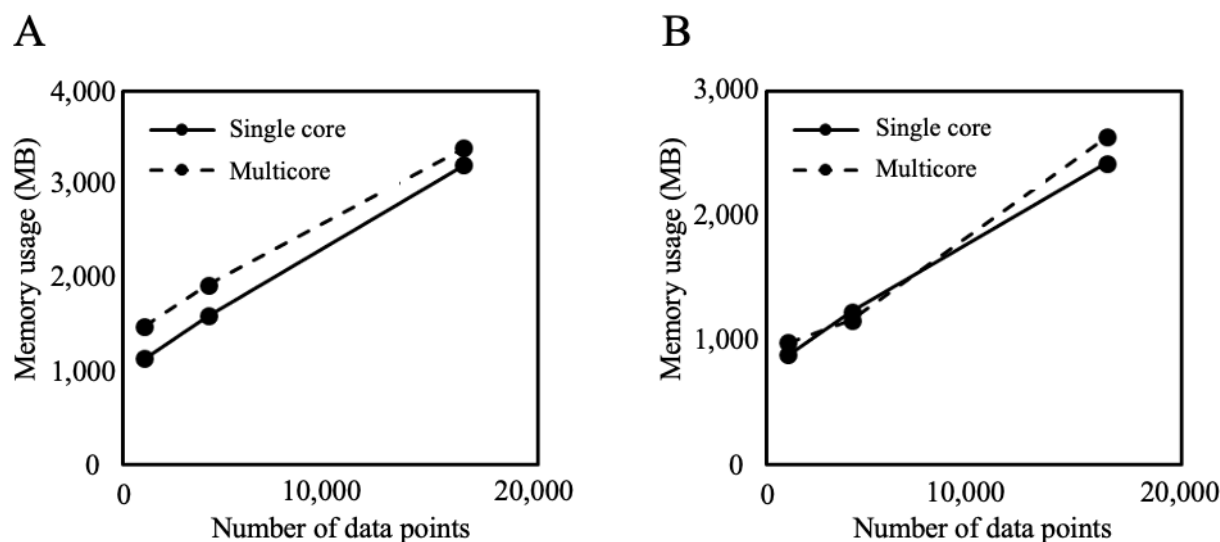 A
4,000
3,000
2,000
1,000
0
Memory usage (MB)
Single core
Multicore
0
10,000
20,000
Number of data points
B
3,000
2,000
1,000
0
Memory usage (MB)
Single core
Multicore
0
10,000
20,000
Number of data points